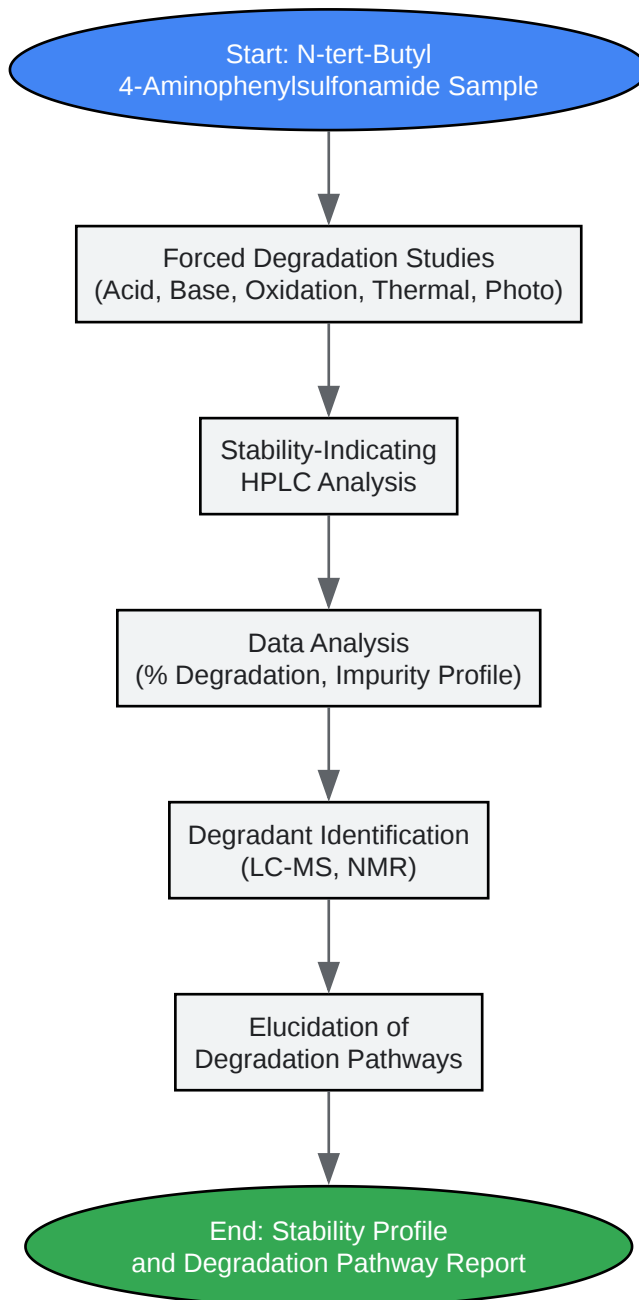 Start: N-tert-Butyl
4-Aminophenylsulfonamide Sample
Forced Degradation Studies
(Acid, Base, Oxidation, Thermal, Photo)
Stability-Indicating
HPLC Analysis
Data Analysis
(% Degradation, Impurity Profile)
Degradant Identification
(LC-MS, NMR)
Elucidation of
Degradation Pathways
End: Stability Profile
and Degradation Pathway Report